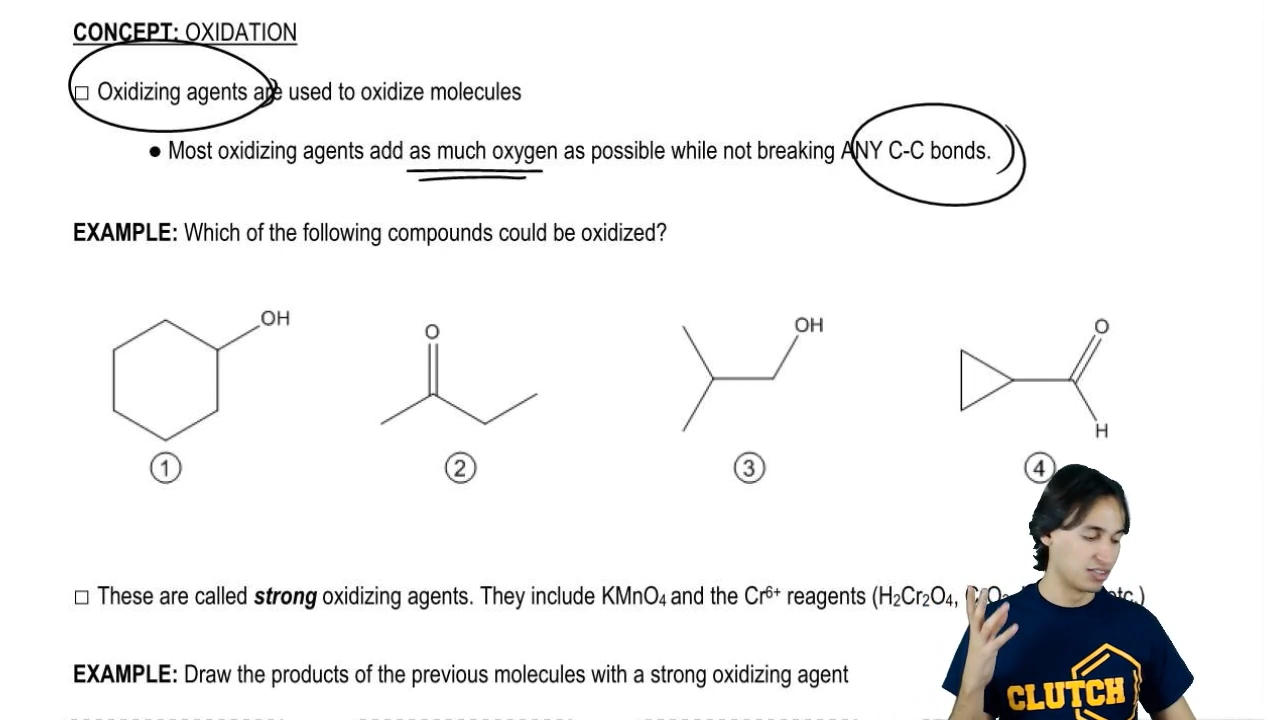 CONCEPT: OXIDATION
□ Oxidizing agents are used to oxidize molecules
● Most oxidizing agents add as much oxygen as possible while not breaking ANY C-C bonds.
EXAMPLE: Which of the following compounds could be oxidized?
OH
O
OH
O
H
1
2
3
4
□ These are called strong oxidizing agents. They include KMnO₄ and the Cr⁶⁺ reagents (H₂Cr₂O₄, etc.)
EXAMPLE: Draw the products of the previous molecules with a strong oxidizing agent
CLUTCH